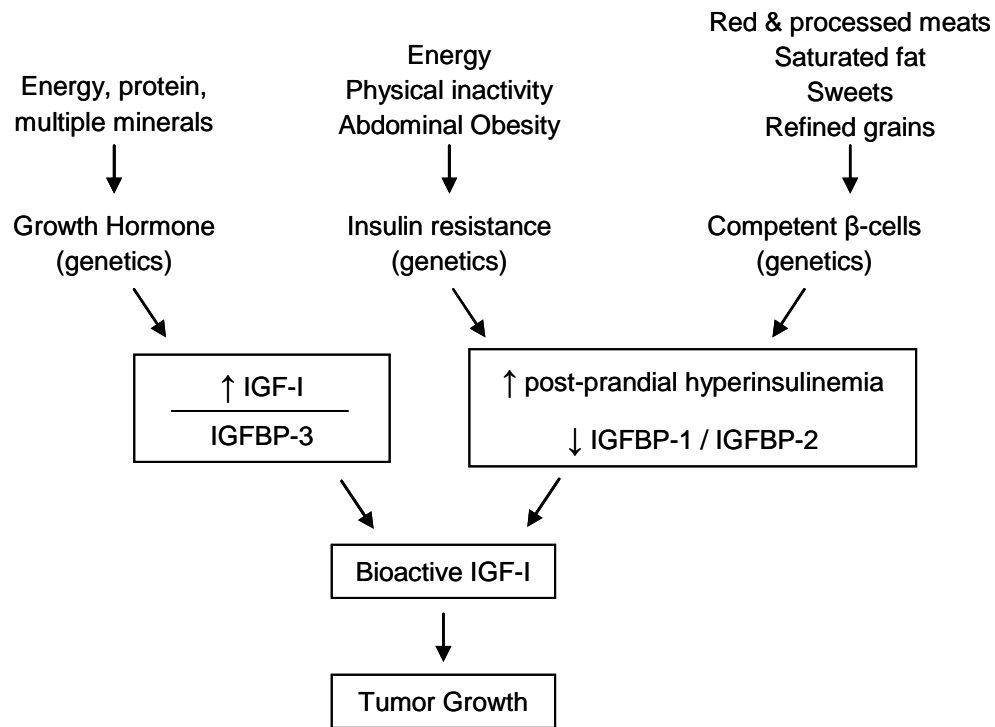 Energy, protein,
multiple minerals
Energy
Physical inactivity
Abdominal Obesity
Red & processed meats
Saturated fat
Sweets
Refined grains
Growth Hormone
(genetics)
Insulin resistance
(genetics)
Competent β-cells
(genetics)
↑ IGF-I
IGFBP-3
↑ post-prandial hyperinsulinemia
↓ IGFBP-1 / IGFBP-2
Bioactive IGF-I
Tumor Growth